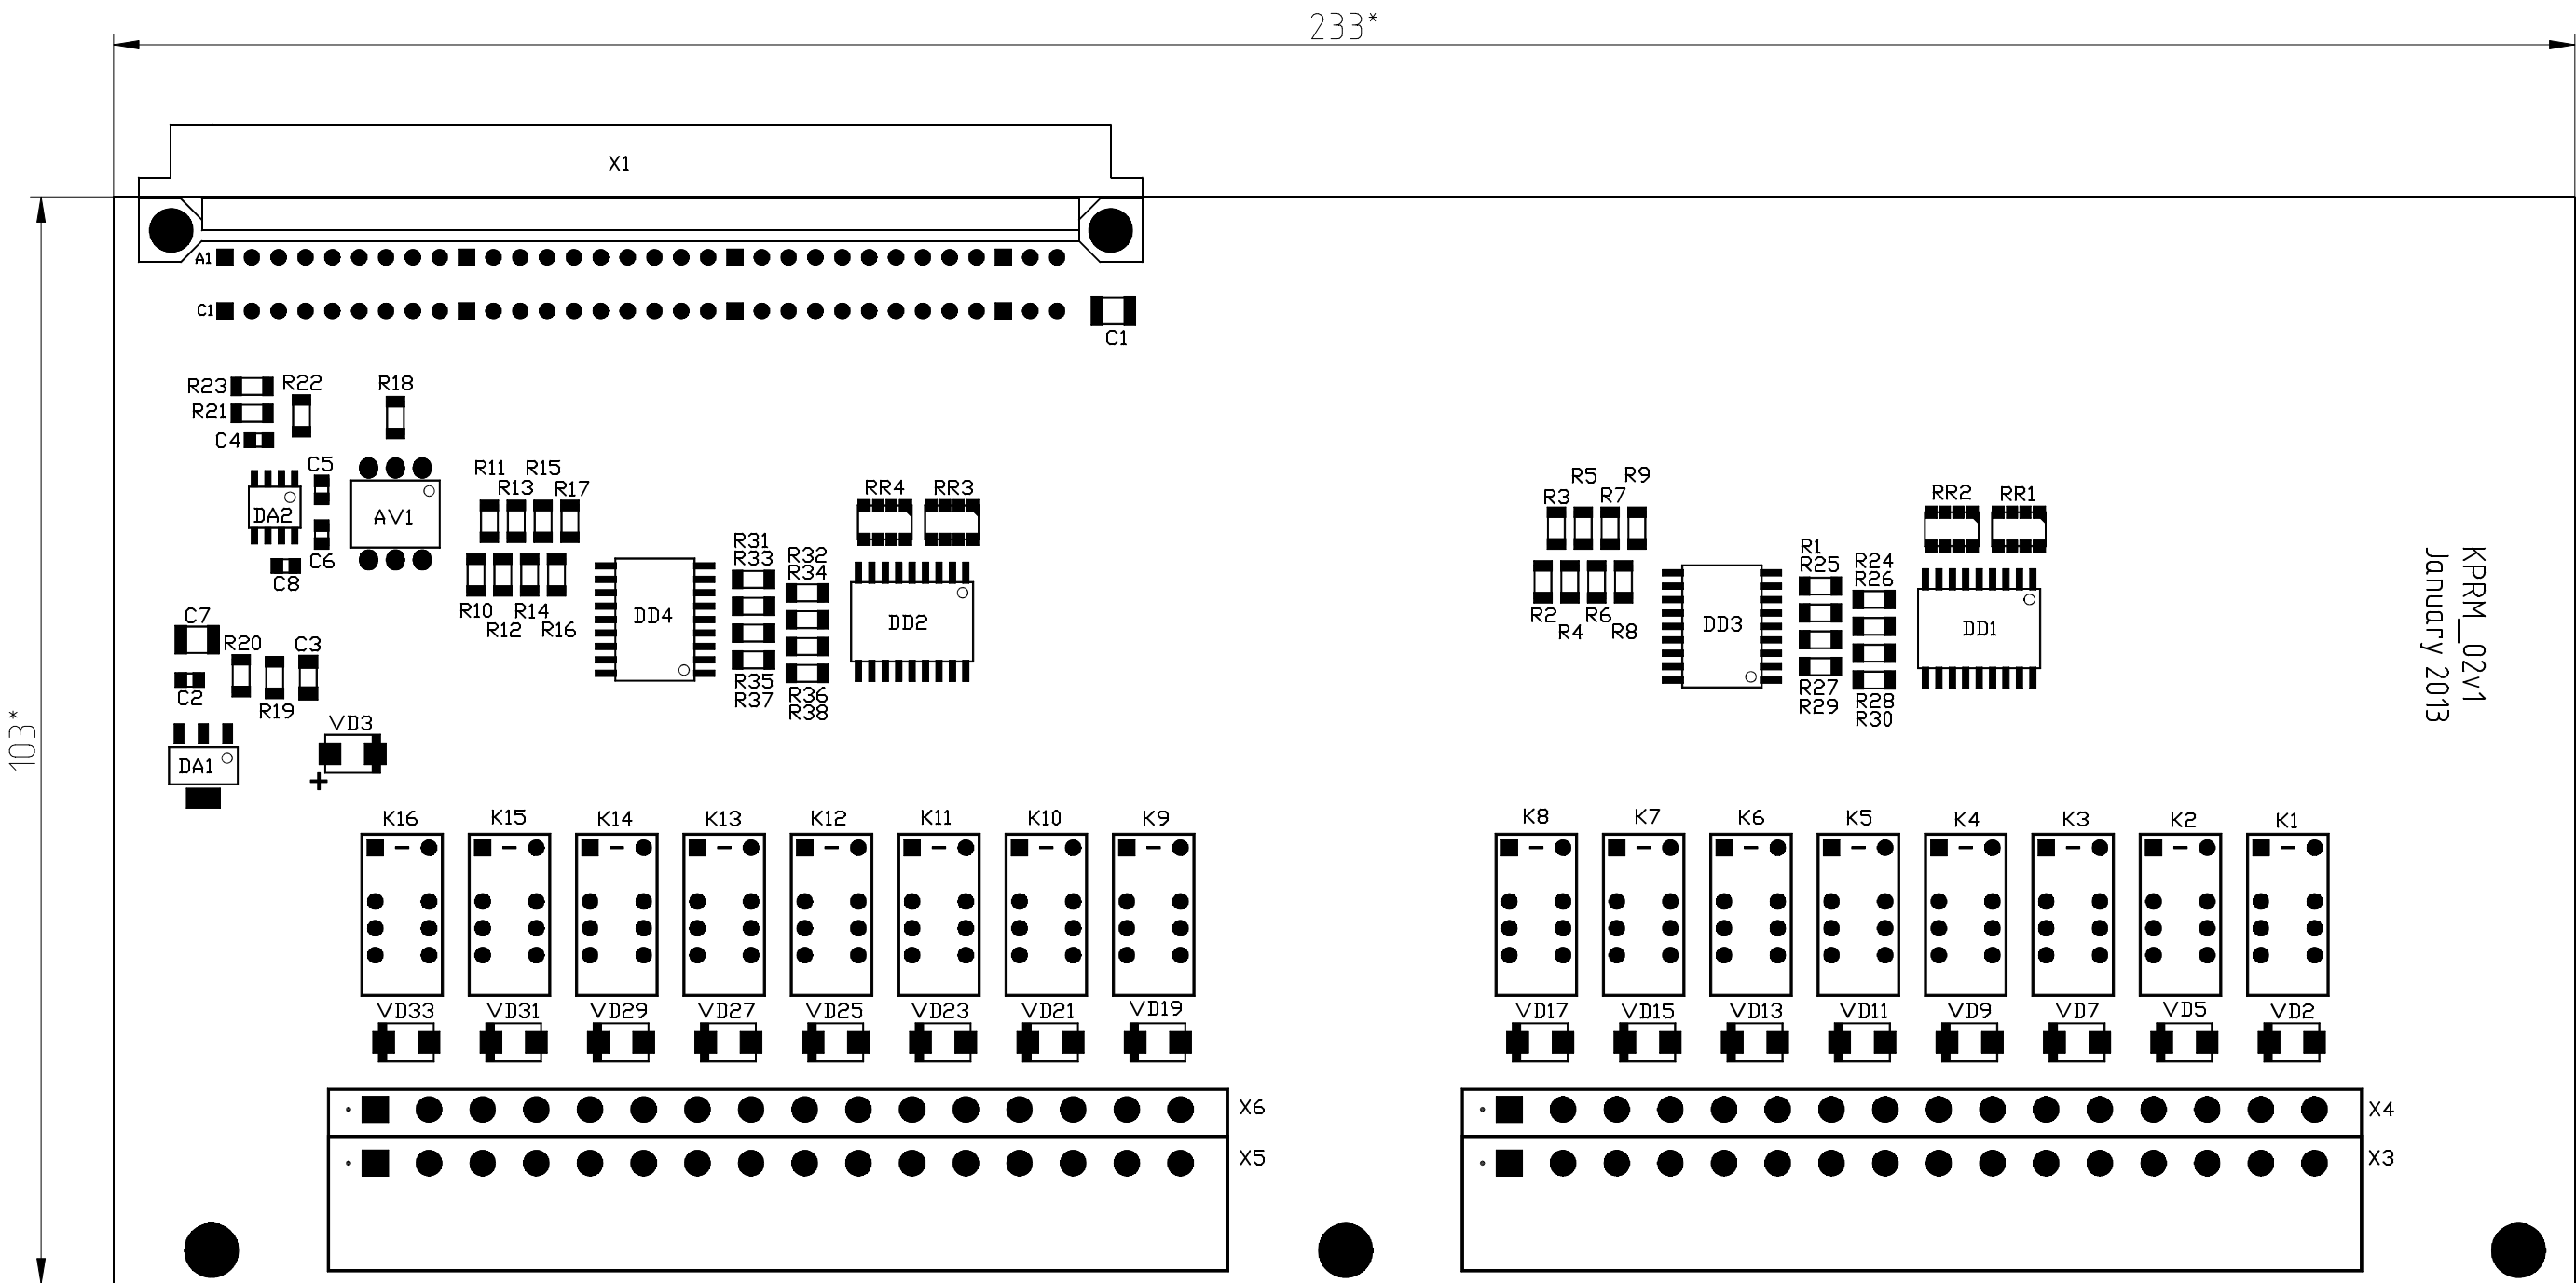 233*
X1
A1
C1
C1
R23 R22 R18
R21
C4
C5
R11 R15
R13 R17
DA2
AV1
C6
C8
RR4 RR3
R5 R9
R3 R7
RR2 RR1
R31
R33
R32
R34
R1
R25
R24
R26
R10 R14
R12 R16
DD4
DD2
R2 R6
R4 R8
DD3
DD1
KPRM_02v1
January 2013
C7
R20 C3
C2
R19
R35
R37
R36
R38
R27
R29
R28
R30
103*
VD3
DA1
+
K16 K15 K14 K13 K12 K11 K10 K9 K8 K7 K6 K5 K4 K3 K2 K1
VD33 VD31 VD29 VD27 VD25 VD23 VD21 VD19 VD17 VD15 VD13 VD11 VD9 VD7 VD5 VD2
X6 X4
X5 X3